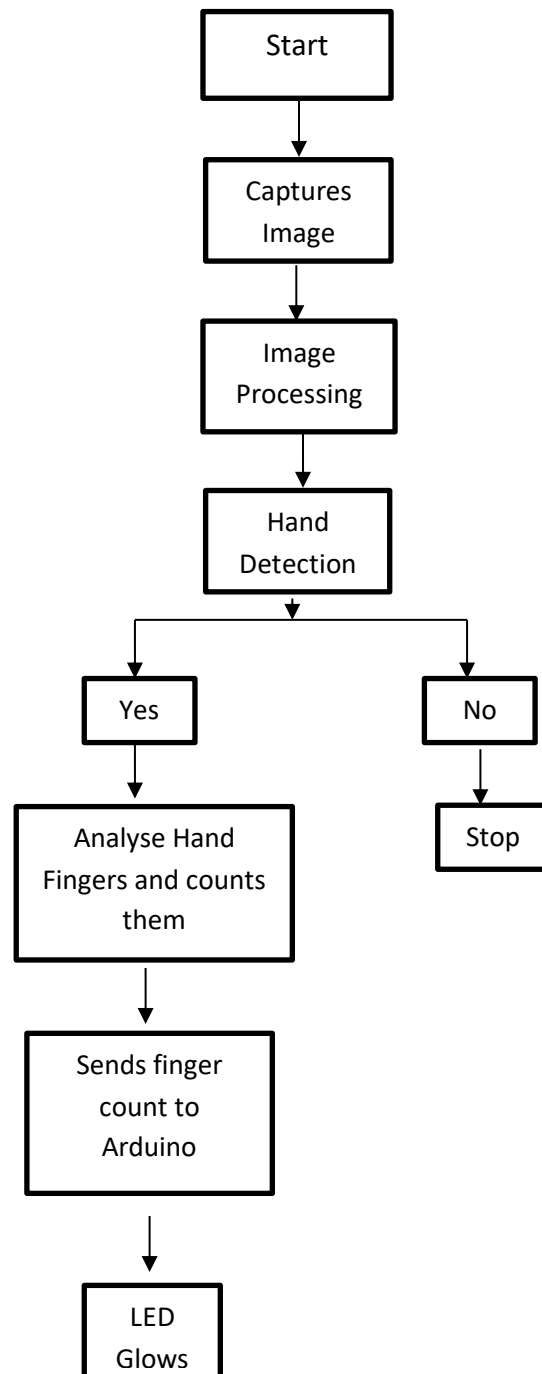 Start
Captures
Image
Image
Processing
Hand
Detection
Yes
No
Analyse Hand
Fingers and counts
them
Stop
Sends finger
count to
Arduino
LED
Glows